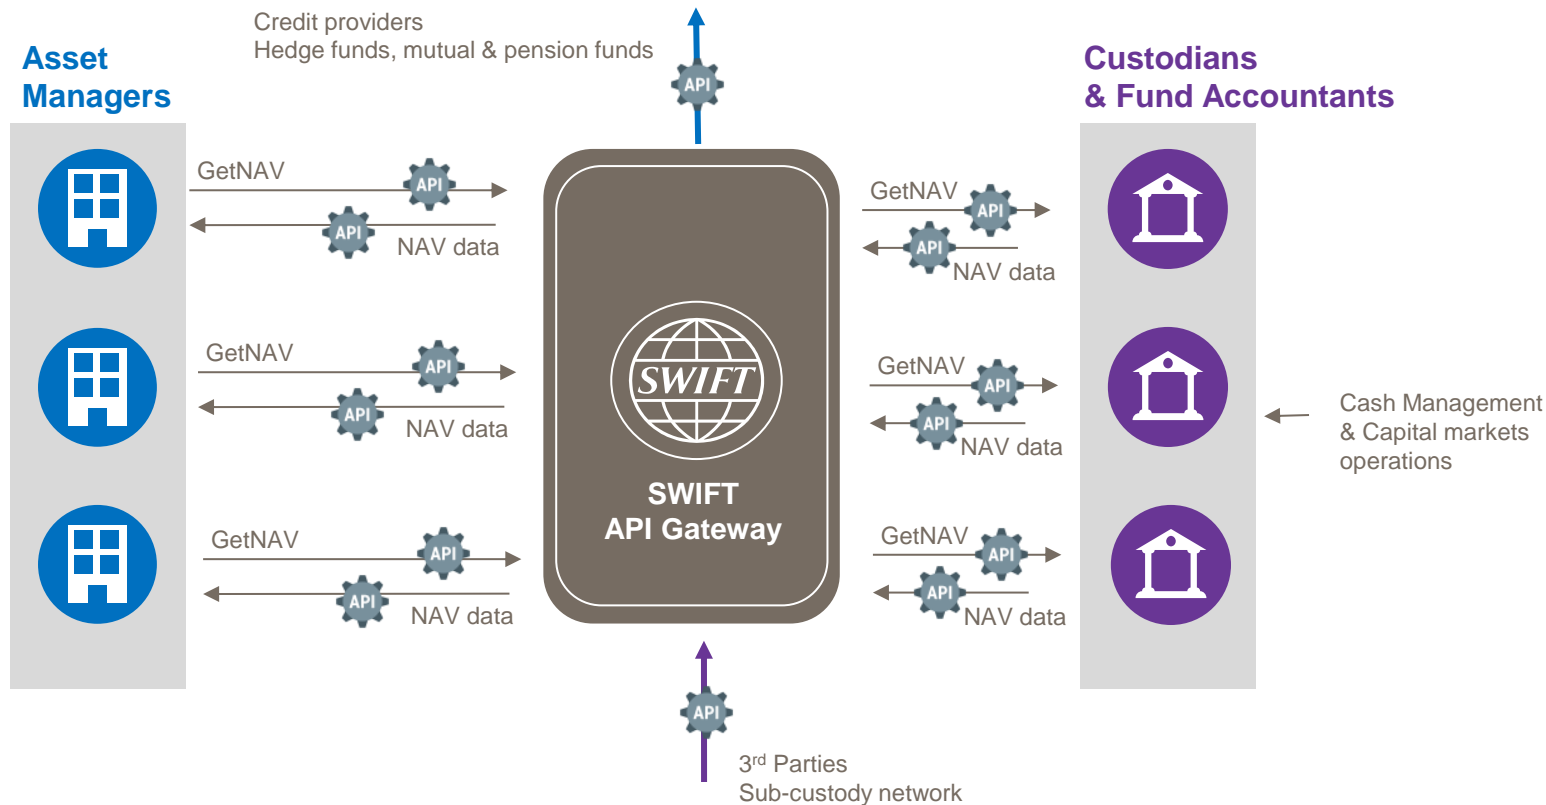 Credit providers
Hedge funds, mutual & pension funds
Asset
Managers
Custodians
& Fund Accountants
API
GetNAV
API
API
NAV data
GetNAV
API
API
NAV data
GetNAV
API
API
NAV data
GetNAV
API
API
NAV data
GetNAV
API
API
NAV data
GetNAV
API
API
NAV data
SWIFT
SWIFT
API Gateway
Cash Management
& Capital markets
operations
API
3rd Parties
Sub-custody network